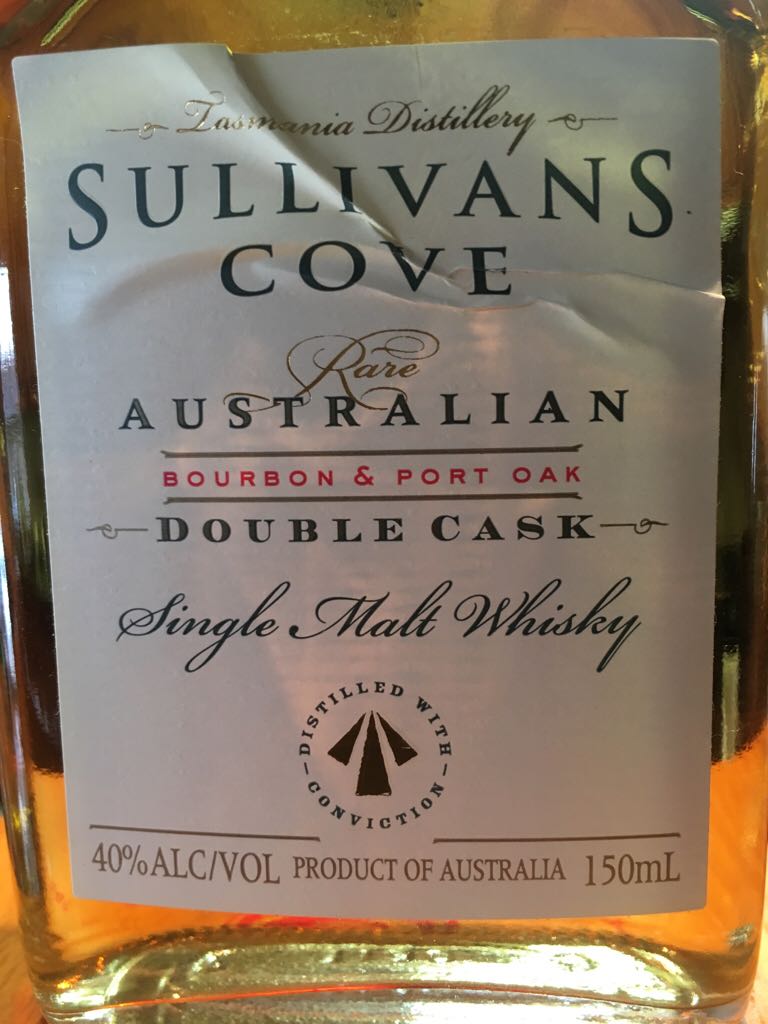 Tasmania Distillery
SULLIVANS
COVE
Rare
AUSTRALIAN
BOURBON & PORT OAK
DOUBLE CASK
Single Malt Whisky
DISTILLED WITH
CONVICTION
40% ALC/VOL PRODUCT OF AUSTRALIA 150mL